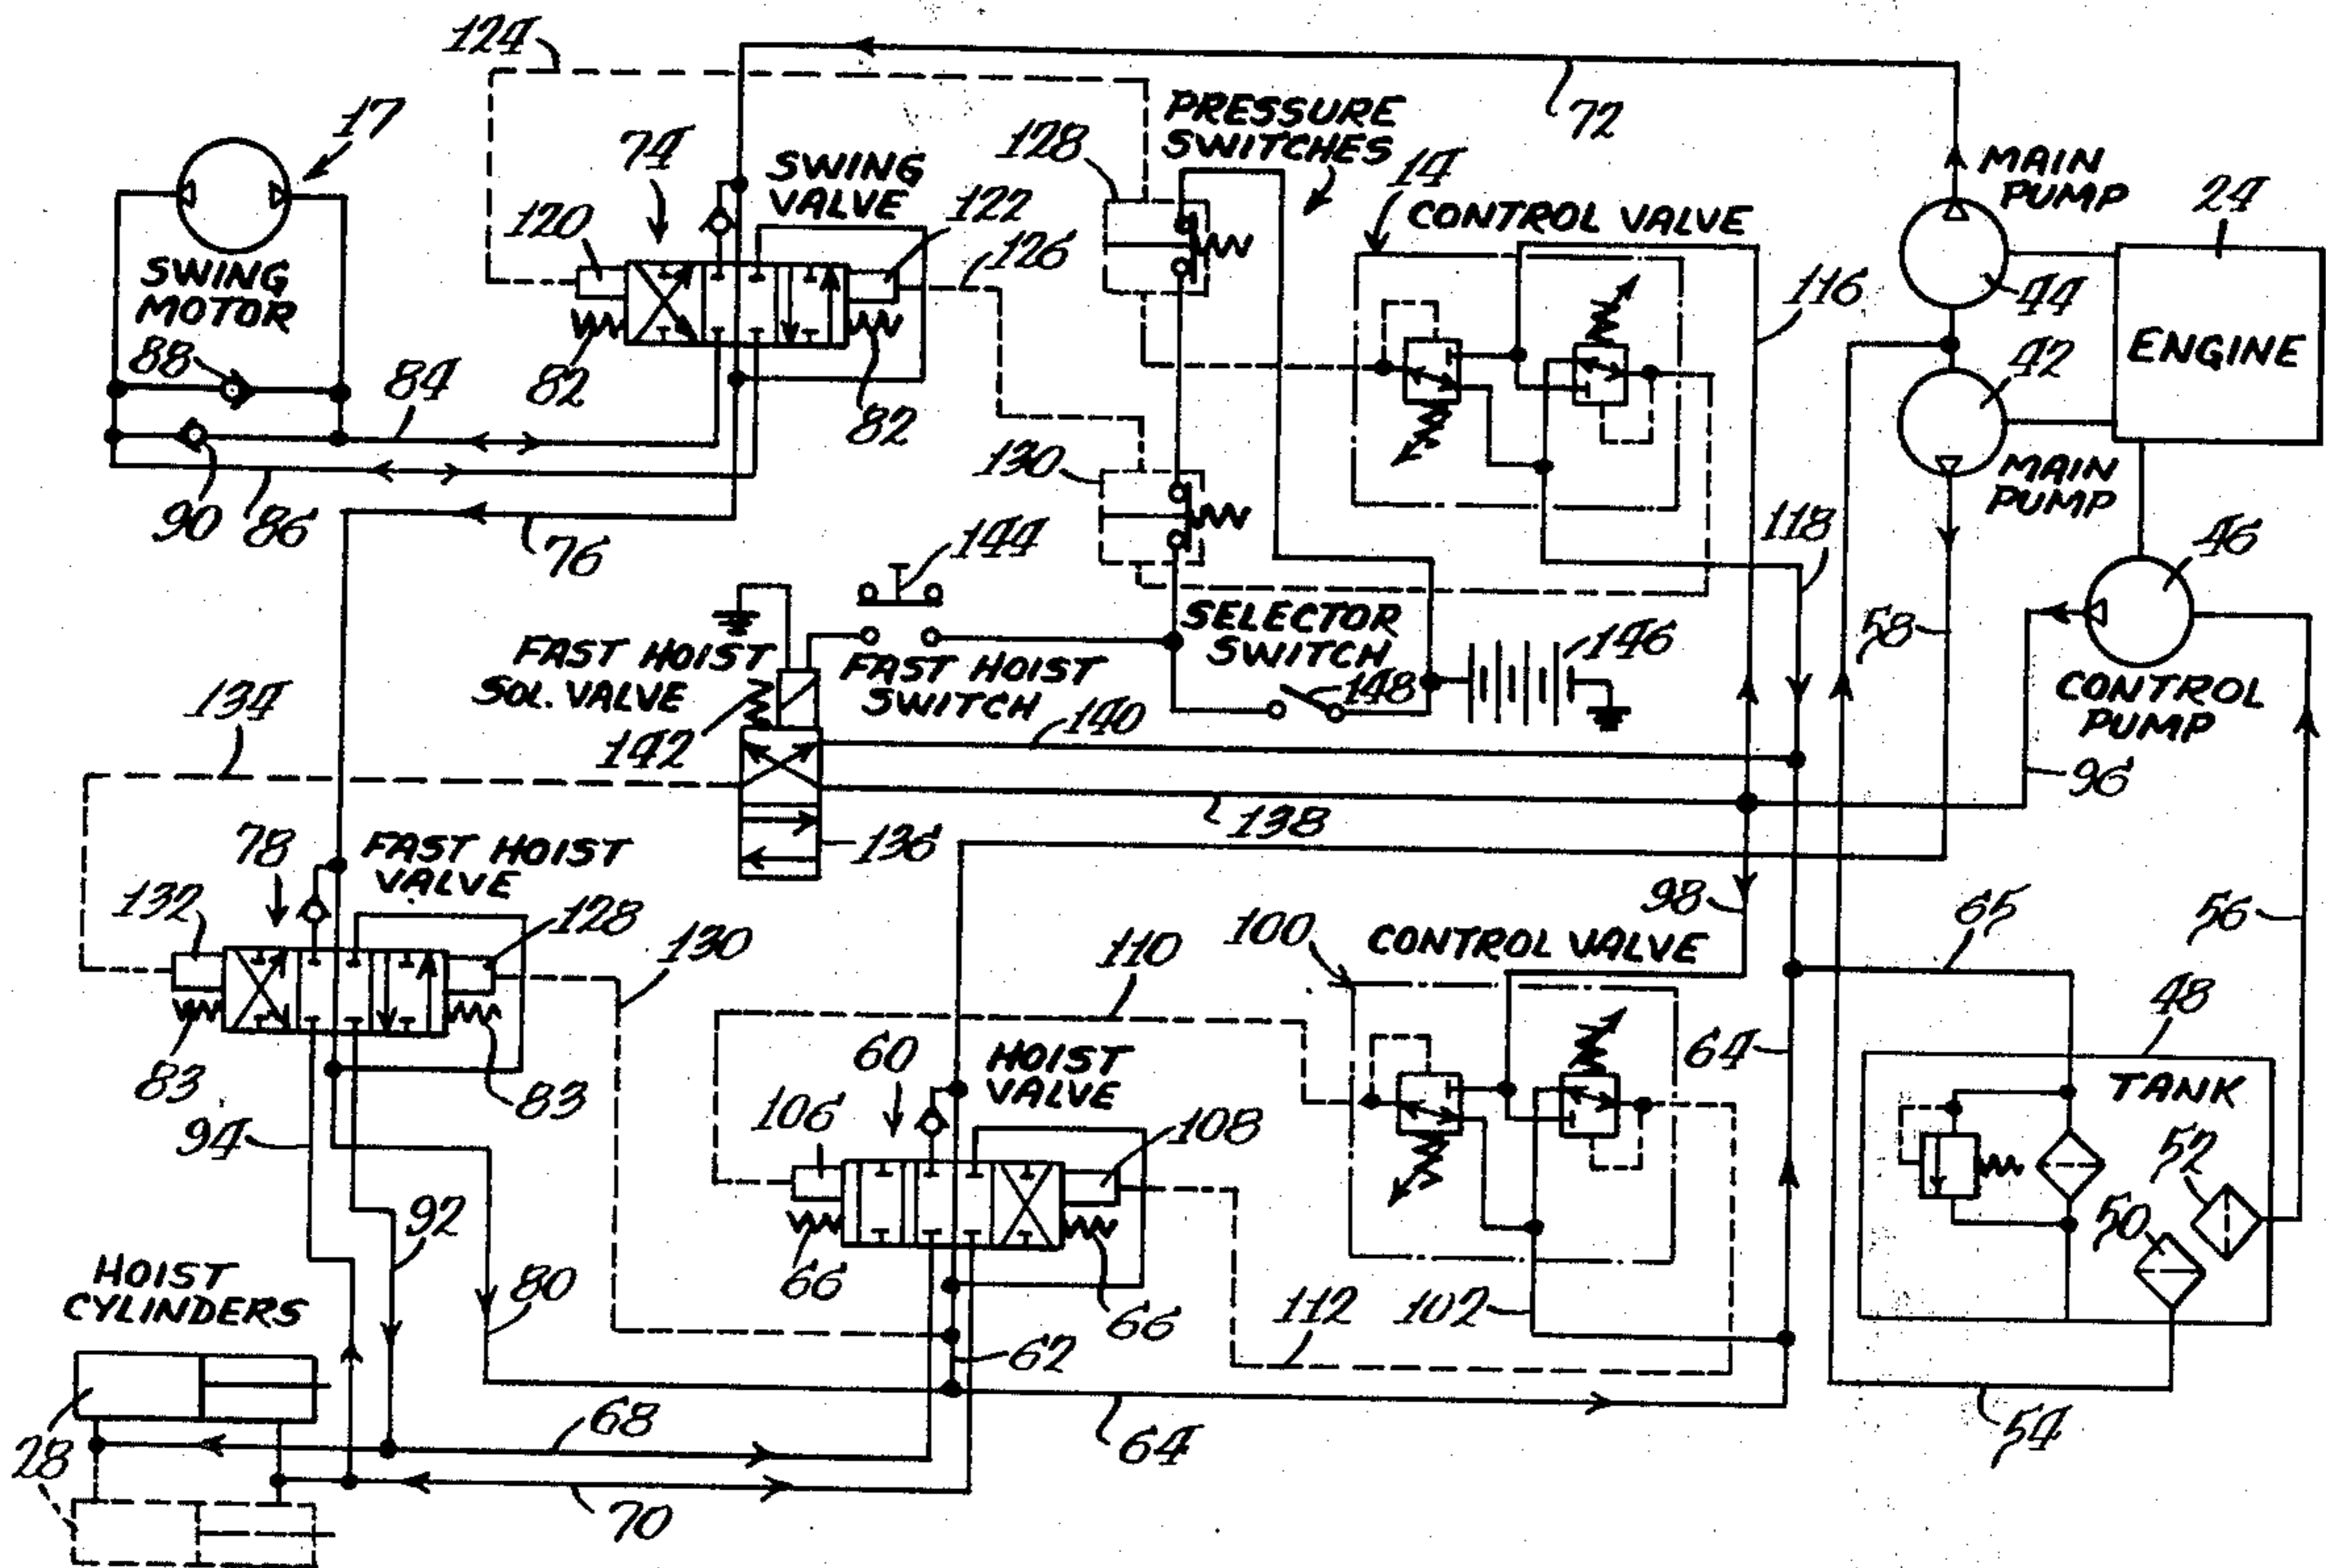 124
17
74
SWING
VALVE
128
PRESSURE
SWITCHES
14
CONTROL VALVE
72
MAIN
PUMP
24
120
122
126
116
44
SWING
MOTOR
88
84
82
82
ENGINE
42
130
MAIN
PUMP
90
86
76
144
118
46
58
SELECTOR
SWITCH
148
146
FAST HOIST
SOL. VALVE
FAST HOIST
SWITCH
CONTROL
PUMP
134
142
140
96
138
136
78
FAST HOIST
VALVE
132
128
130
110
100
CONTROL VALVE
98
65
56
83
83
60
HOIST
VALVE
64
48
TANK
94
106
108
52
50
92
66
66
HOIST
CYLINDERS
80
62
112
102
28
68
64
54
70